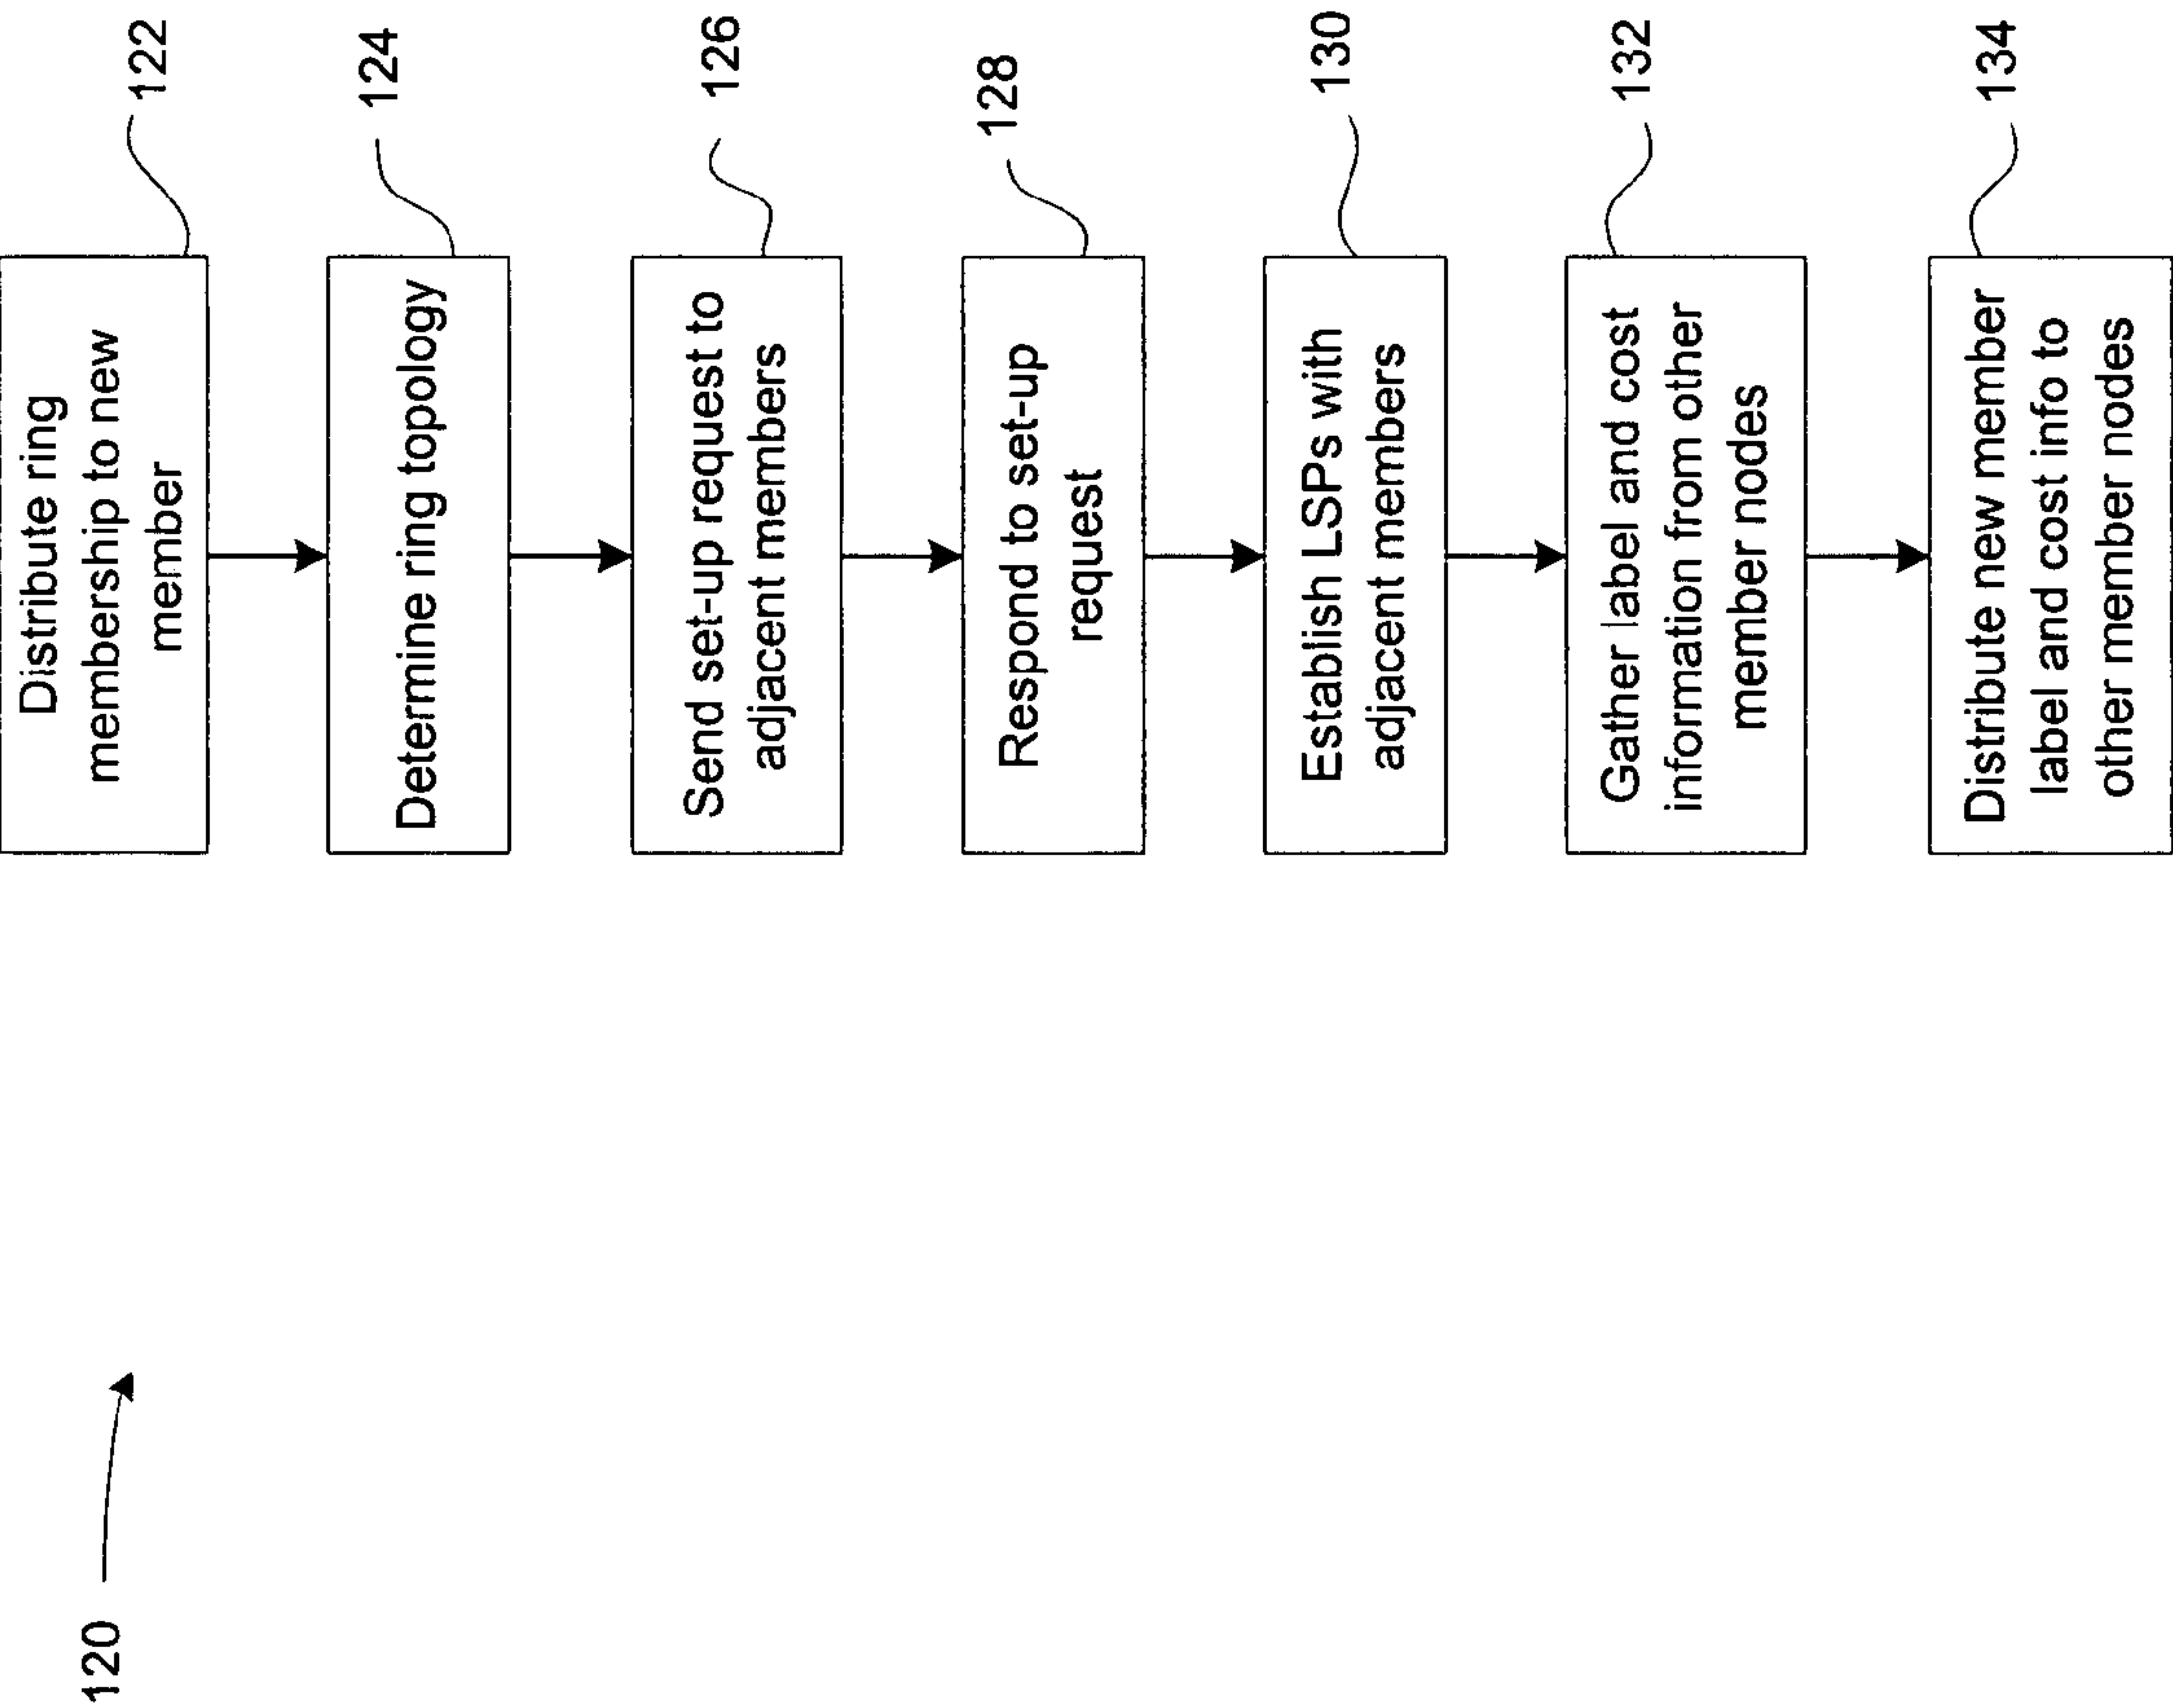 120
Distribute ring
membership to new
member
122
Determine ring topology
124
Send set-up request to
adjacent members
126
Respond to set-up
request
128
Establish LSPs with
adjacent members
130
Gather label and cost
information from other
member nodes
132
Distribute new member
label and cost info to
other member nodes
134